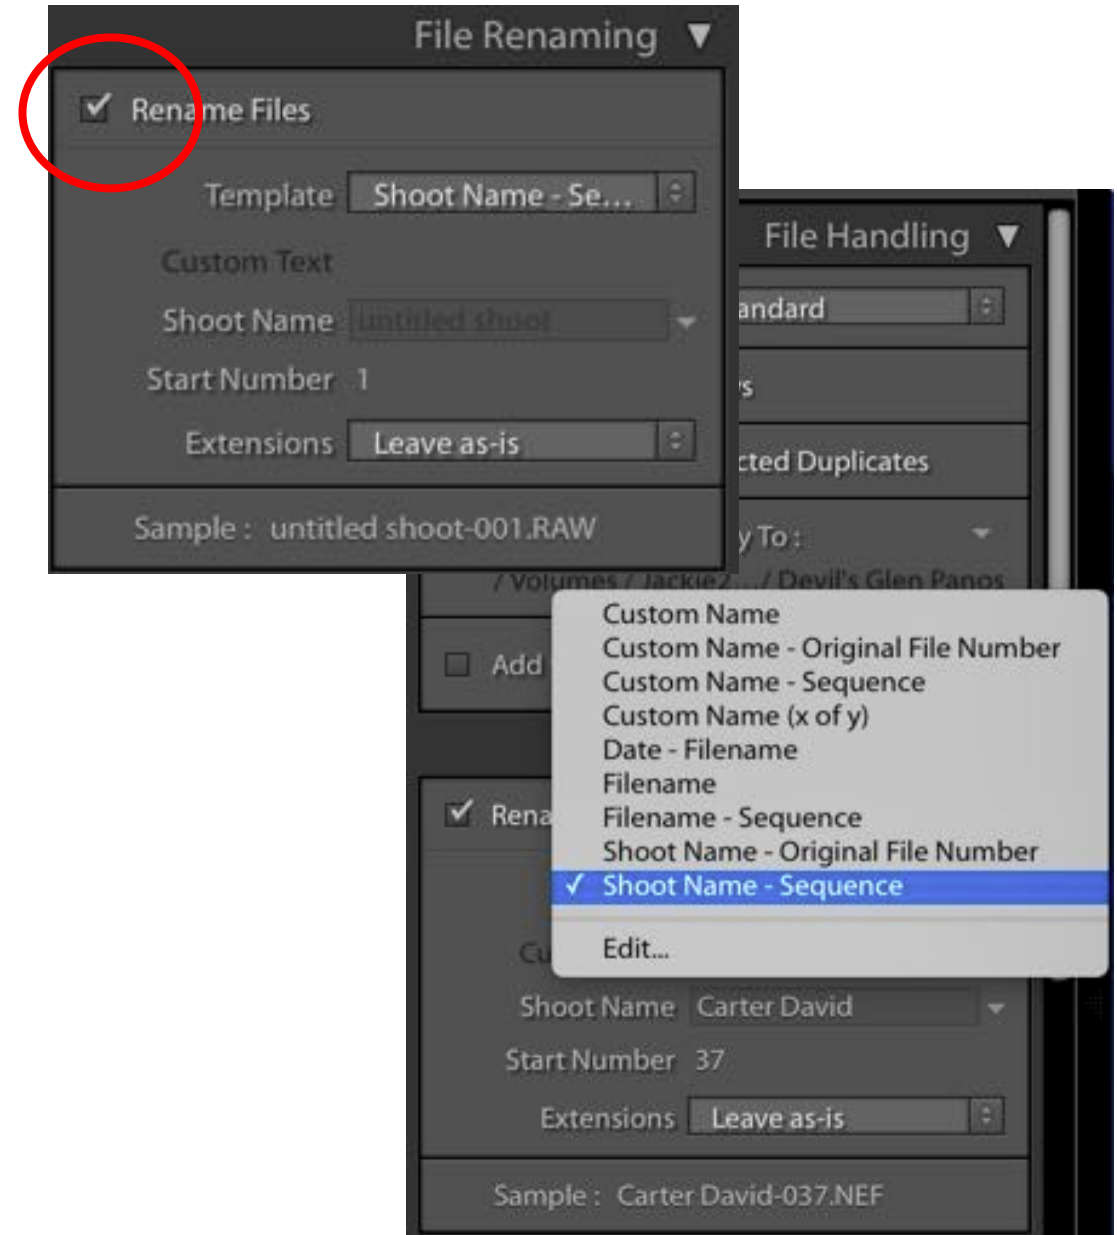 File Renaming ▼
✓ Rename Files
Template Shoot Name - Se...
Custom Text
Shoot Name untitled shoot
Start Number 1
Extensions Leave as-is
Sample : untitled shoot-001.RAW
File Handling ▼
andard
s
cted Duplicates
y To :
/ Volumes / Jackie2.../ Devil's Glen Panos
Add
Custom Name
Custom Name - Original File Number
Custom Name - Sequence
Custom Name (x of y)
Date - Filename
Filename
Filename - Sequence
Shoot Name - Original File Number
✓ Shoot Name - Sequence
Edit...
✓ Rena
Cu
Shoot Name Carter David
Start Number 37
Extensions Leave as-is
Sample : Carter David-037.NEF